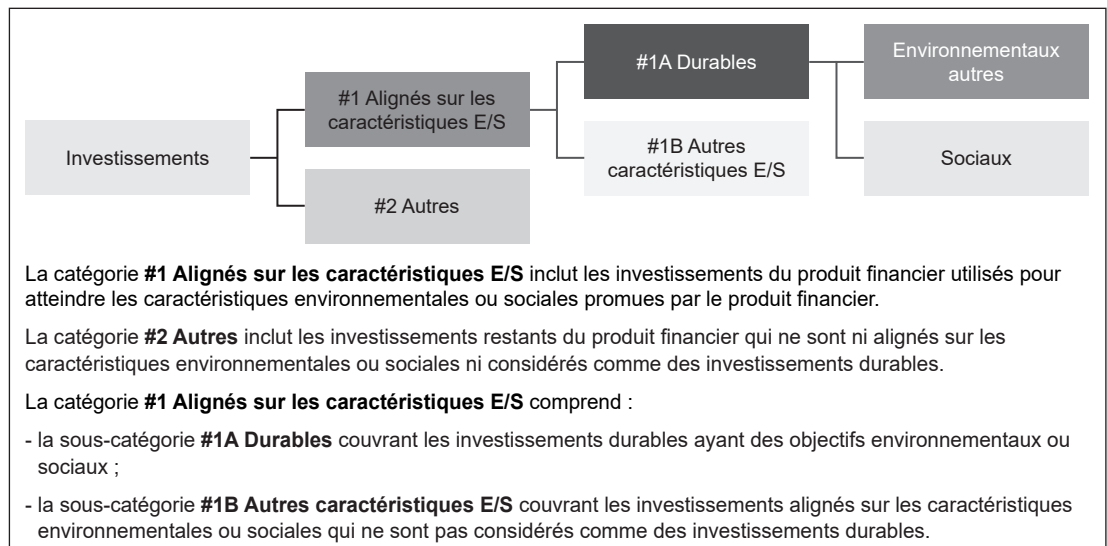 #1A Durables
Environnementaux
autres
#1 Alignés sur les
caractéristiques E/S
Investissements
#1B Autres
caractéristiques E/S
Sociaux
#2 Autres
La catégorie #1 Alignés sur les caractéristiques E/S inclut les investissements du produit financier utilisés pour
atteindre les caractéristiques environnementales ou sociales promues par le produit financier.
La catégorie #2 Autres inclut les investissements restants du produit financier qui ne sont ni alignés sur les
caractéristiques environnementales ou sociales ni considérés comme des investissements durables.
La catégorie #1 Alignés sur les caractéristiques E/S comprend :
- la sous-catégorie #1A Durables couvrant les investissements durables ayant des objectifs environnementaux ou
sociaux ;
- la sous-catégorie #1B Autres caractéristiques E/S couvrant les investissements alignés sur les caractéristiques
environnementales ou sociales qui ne sont pas considérés comme des investissements durables.